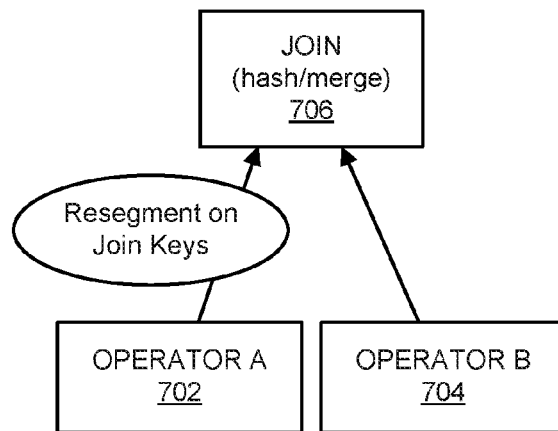 JOIN
(hash/merge)
706
Resegment on
Join Keys
OPERATOR A
702
OPERATOR B
704